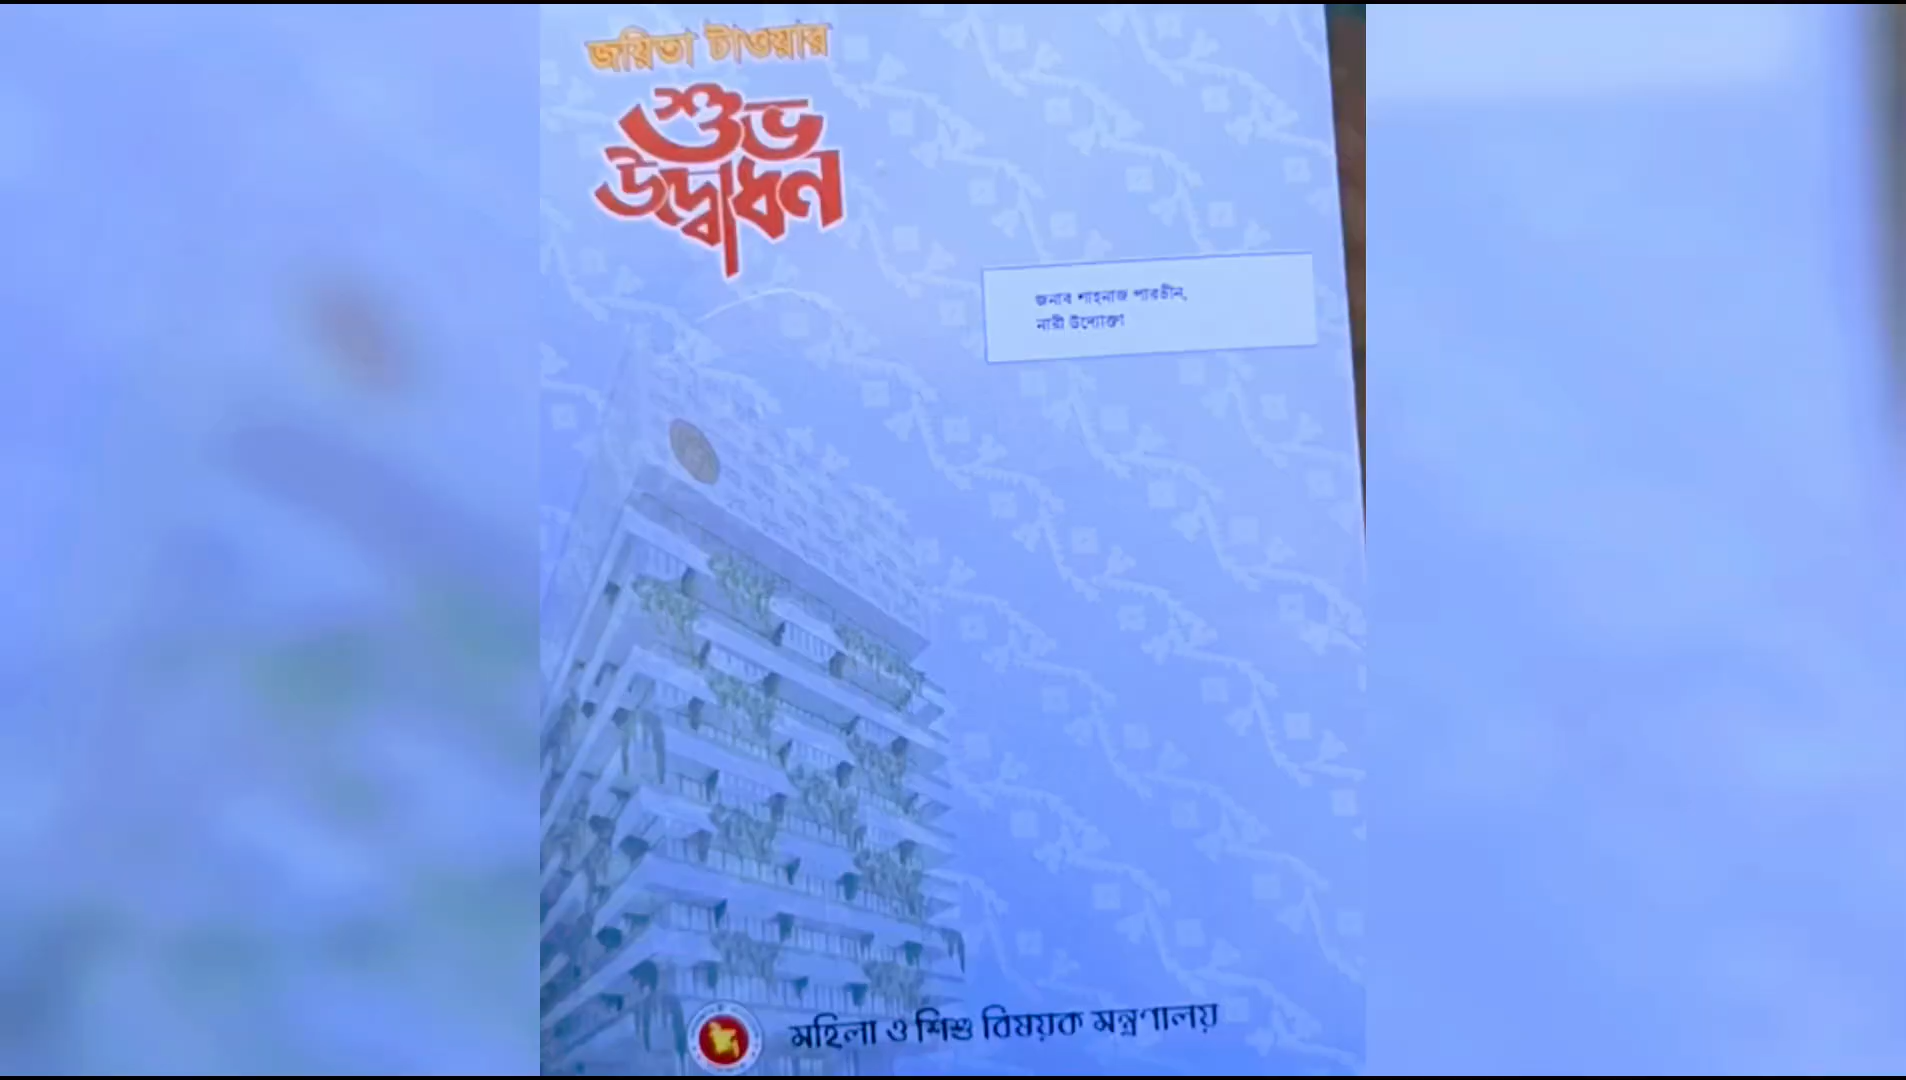 জয়িতা টাওয়ার
শুভ
উদ্বোধন
জনাব শাহনাজ পারভীন,
নারী উদ্যোক্তা
মহিলা ও শিশু বিষয়ক মন্ত্রণালয়